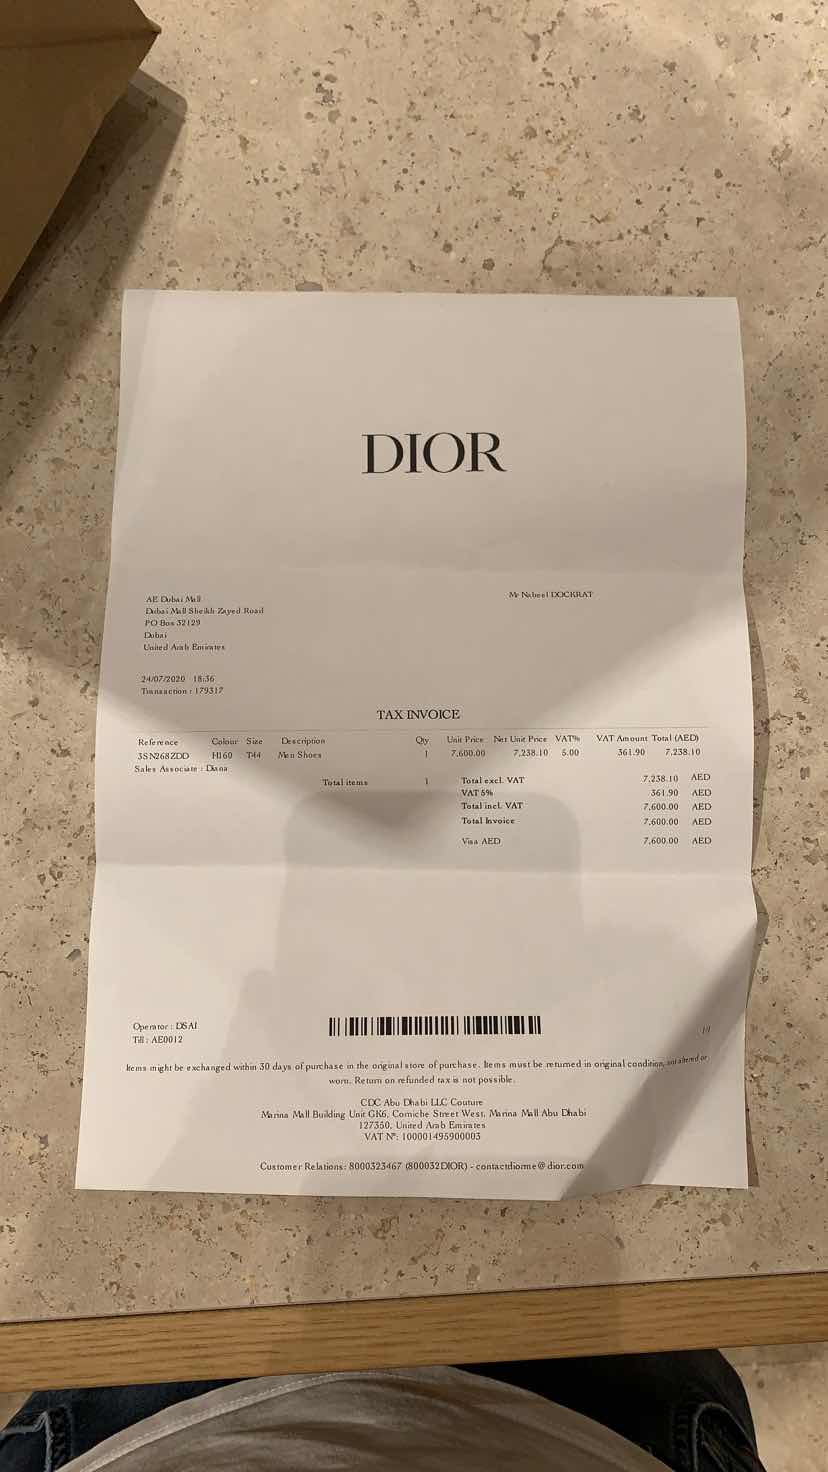 DIOR
AE Dubai Mall
Dubai Mall Sheikh Zayed Road
PO Box 32129
Dubai
United Arab Emirates
Mr Nabeel DOCKRAT
24/07/2020 18:36
Transaction : 179317
TAX INVOICE
Reference Colour Size Description Qty Unit Price Net Unit Price VAT% VAT Amount Total (AED)
3SN268ZDD H160 T44 Men Shoes 1 7,600.00 7,238.10 5.00 361.90 7,238.10
Sales Associate : Diana
Total items 1 Total excl. VAT 7,238.10 AED
VAT 5% 361.90 AED
Total incl. VAT 7,600.00 AED
Total Invoice 7,600.00 AED
Visa AED 7,600.00 AED
Operator : DSAI
Till : AE0012
1/1
Items might be exchanged within 30 days of purchase in the original store of purchase. Items must be returned in original condition, not altered or
worn. Return on refunded tax is not possible.
CDC Abu Dhabi LLC Couture
Marina Mall Building Unit GK6, Corniche Street West, Marina Mall Abu Dhabi
127350, United Arab Emirates
VAT N°: 100001495900003
Customer Relations: 8000323467 (800032DIOR) - contactdiorme@dior.com